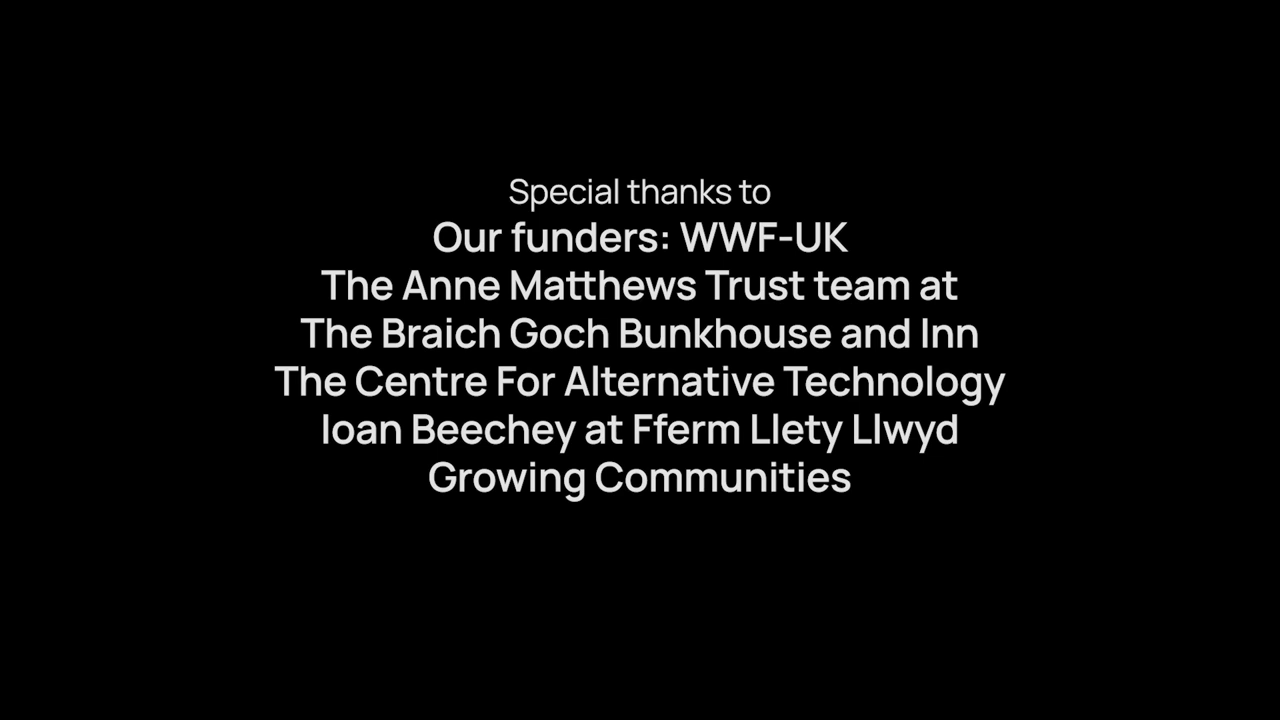 Special thanks to
Our funders: WWF-UK
The Anne Matthews Trust team at
The Braich Goch Bunkhouse and Inn
The Centre For Alternative Technology
Ioan Beechey at Fferm Llety Llwyd
Growing Communities